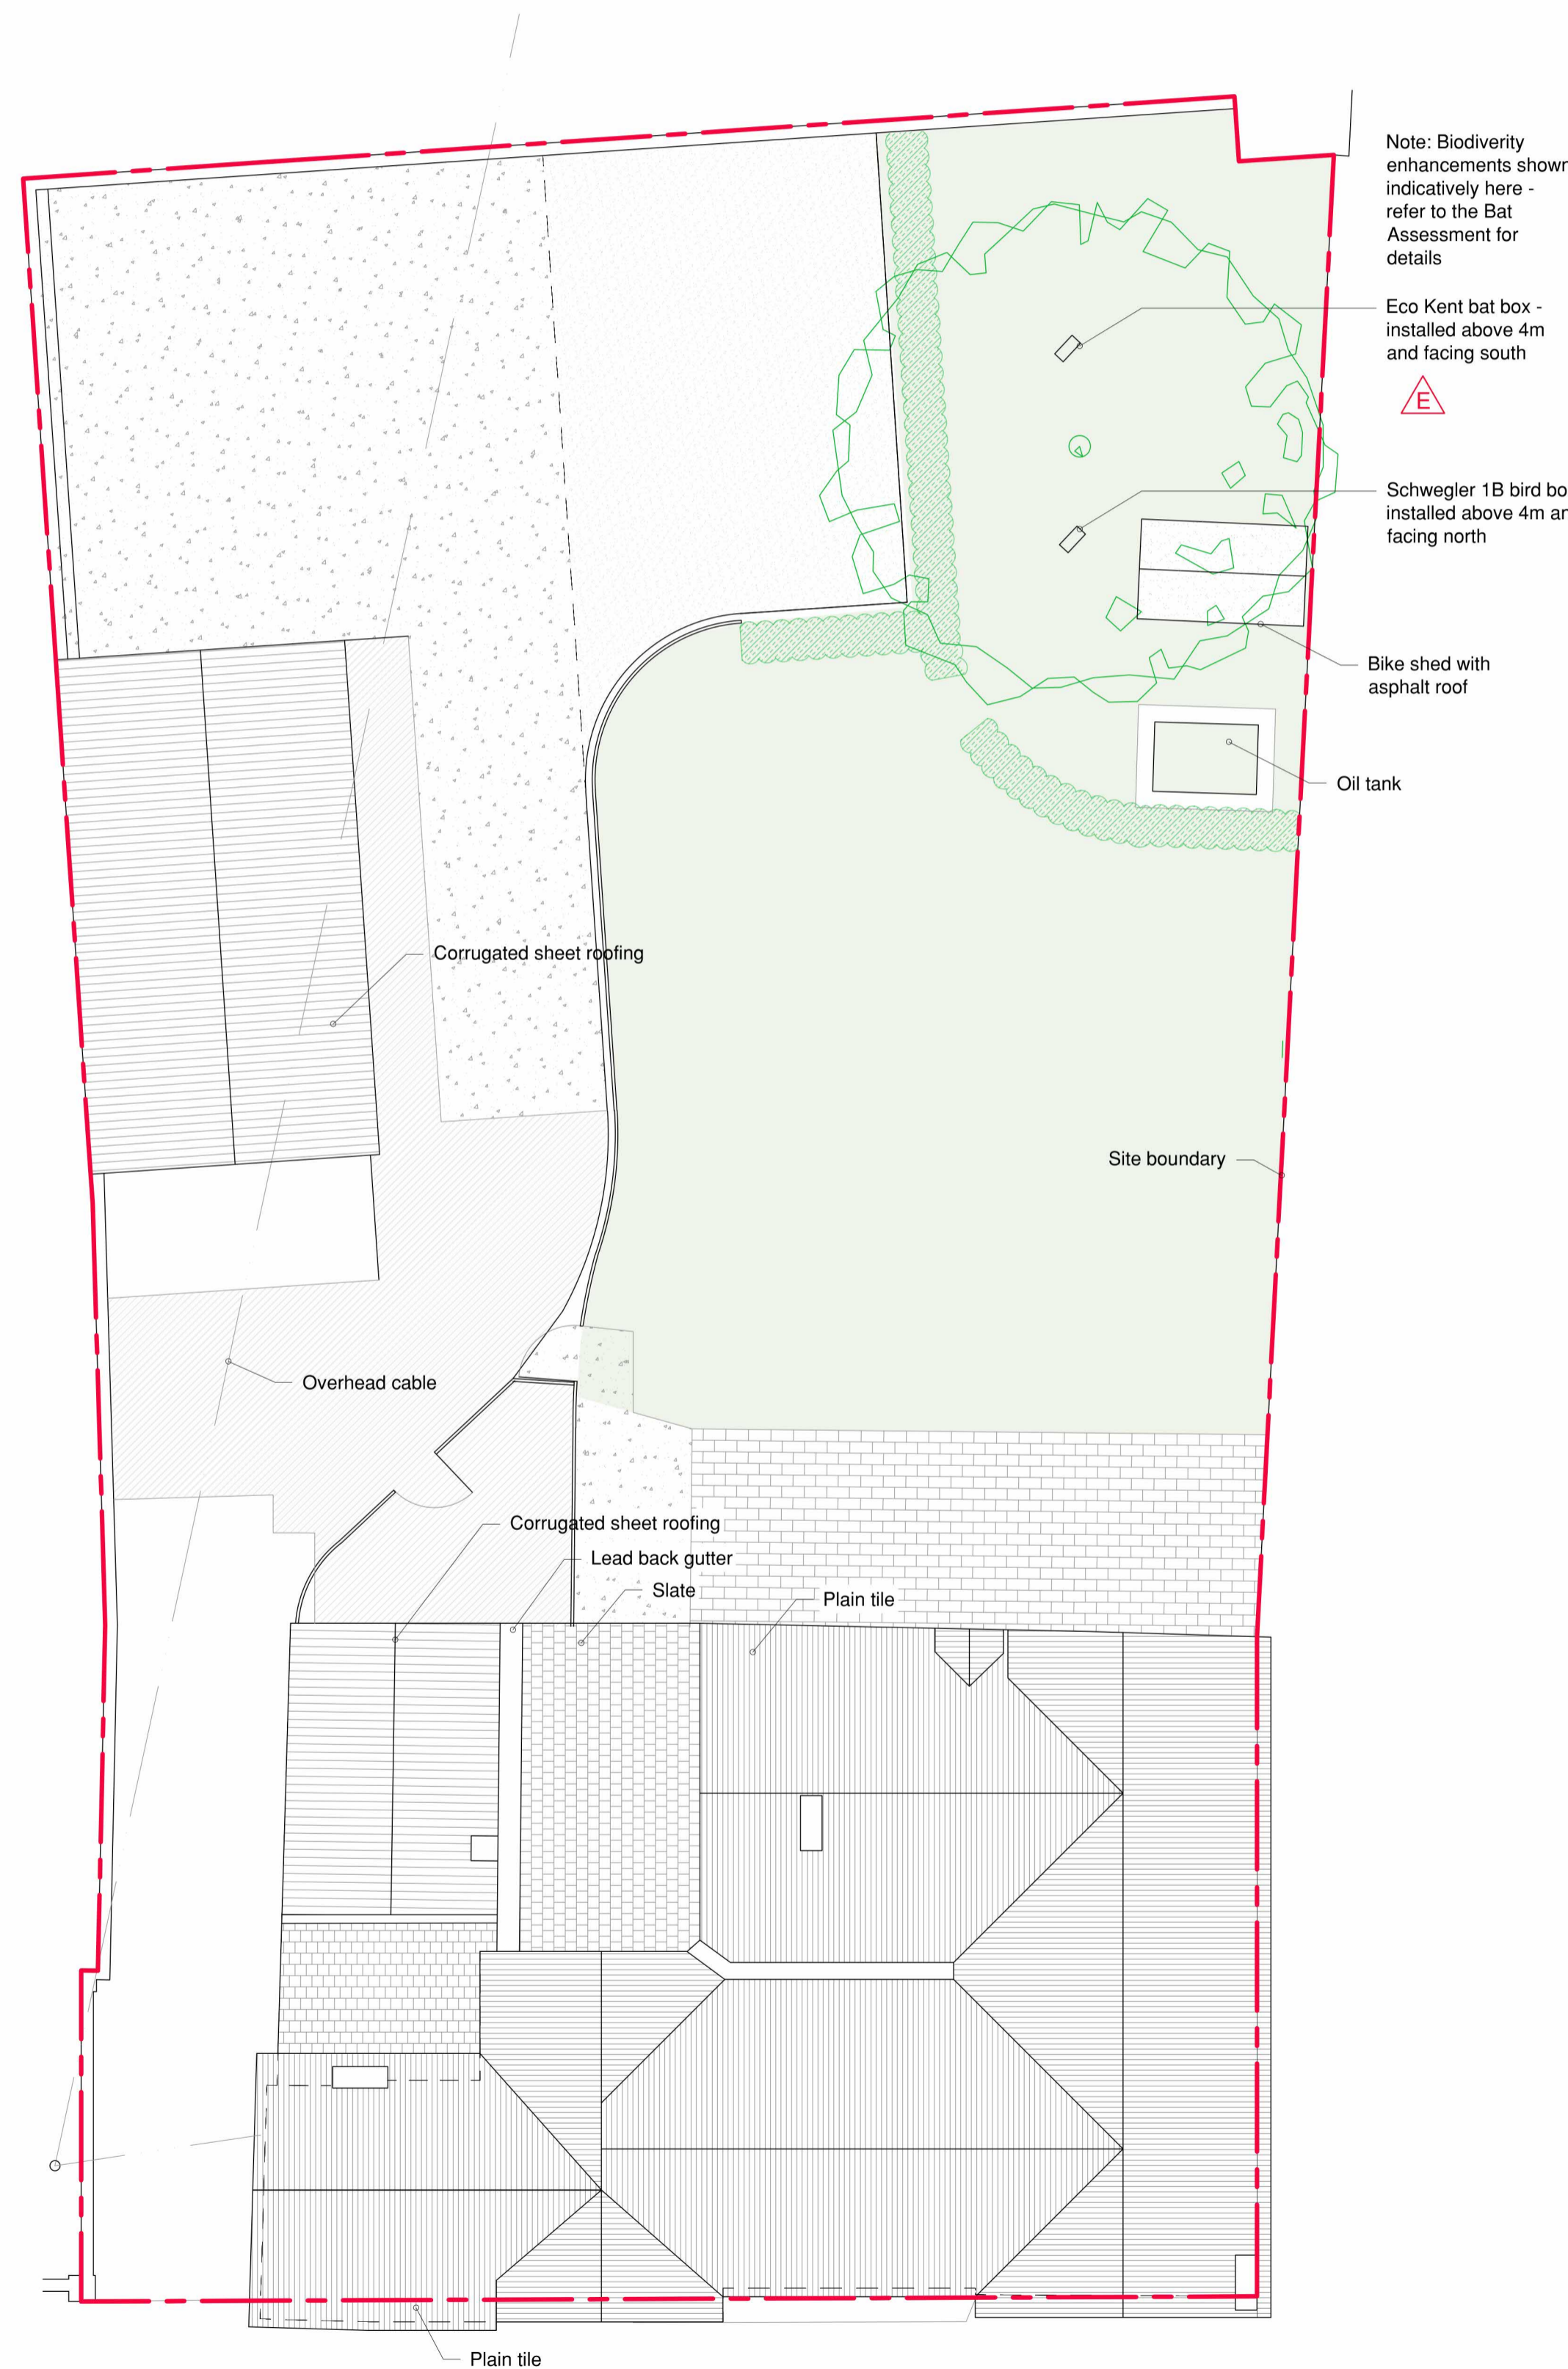 Note: Biodiverity
enhancements shown
indicatively here -
refer to the Bat
Assessment for
details
Eco Kent bat box -
installed above 4m
and facing south
E
Schwegler 1B bird bo
installed above 4m an
facing north
Bike shed with
asphalt roof
Oil tank
Corrugated sheet roofing
Site boundary
Overhead cable
Corrugated sheet roofing
Lead back gutter
Slate
Plain tile
Plain tile